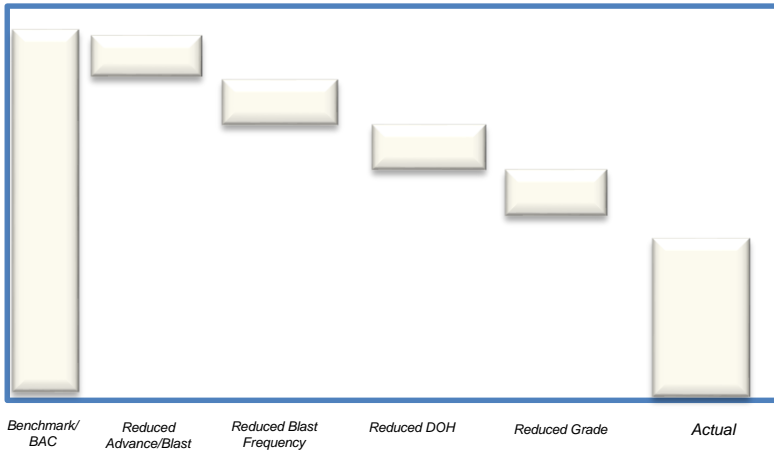 Benchmark/
BAC
Reduced
Advance/Blast
Reduced Blast
Frequency
Reduced DOH
Reduced Grade
Actual